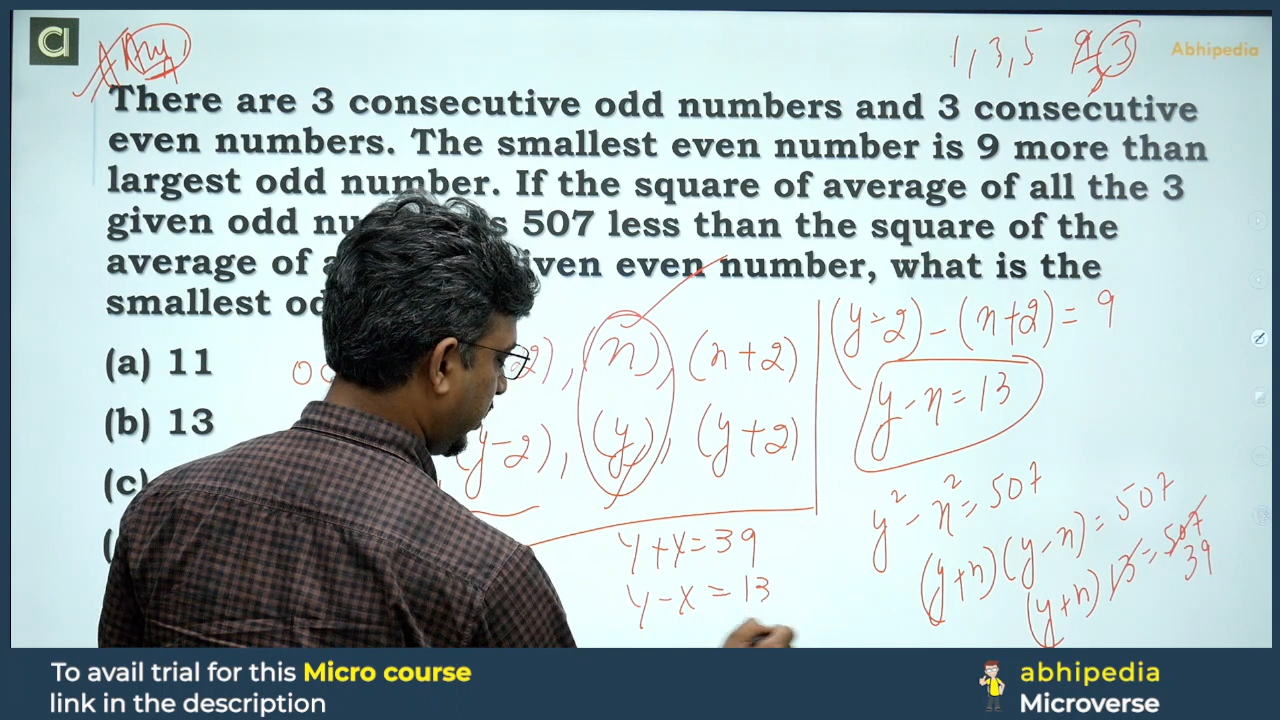 1, 3, 5
Abhipedia
There are 3 consecutive odd numbers and 3 consecutive
even numbers. The smallest even number is 9 more than
largest odd number. If the square of average of all the 3
given odd 507 less than the square of the
average of given even number, what is the
smallest
(a) 11
(b) 13
(c)
(n), (n+2)
(y-2), (y), (y+2)
(y-2) - (n+2) = 9
y-n=13
y²-n²=507
(y+n)(y-n)=507
(y+n) 13=507
39
y+x=39
y-x=13
To avail trial for this Micro course
link in the description
abhipedia
Microverse